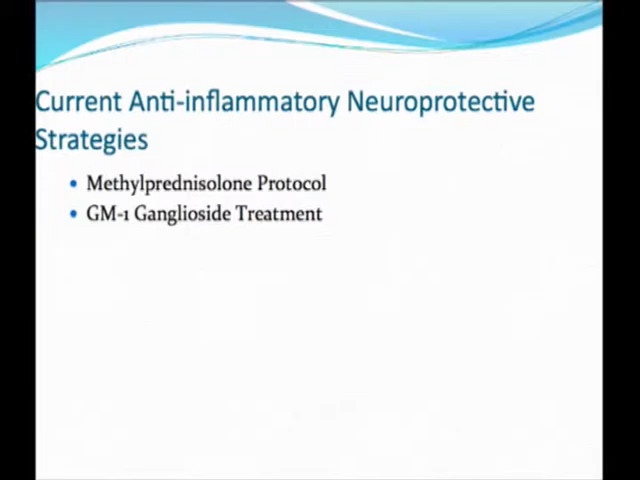 Current Anti-inflammatory Neuroprotective
Strategies
• Methylprednisolone Protocol
• GM-1 Ganglioside Treatment